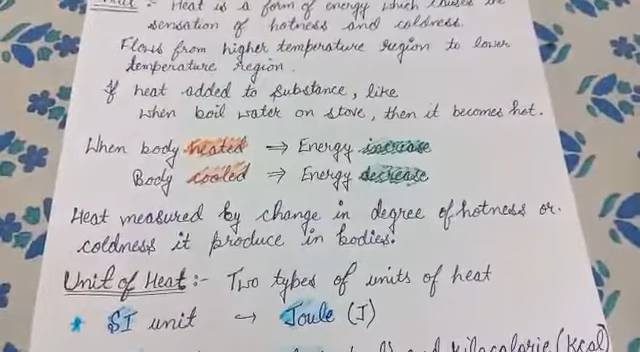 Heat :- Heat is a form of energy which causes the
sensation of hotness and coldness.
Flows from higher temperature region to lower
temperature region.
If heat added to substance, like
when boil water on stove, then it becomes hot.
When body heated → Energy increase
Body cooled → Energy decrease
Heat measured by change in degree of hotness or
coldness it produce in bodies.
Unit of Heat :- Two types of units of heat
* SI unit → Joule (J)
and kilocalorie (Kcal)